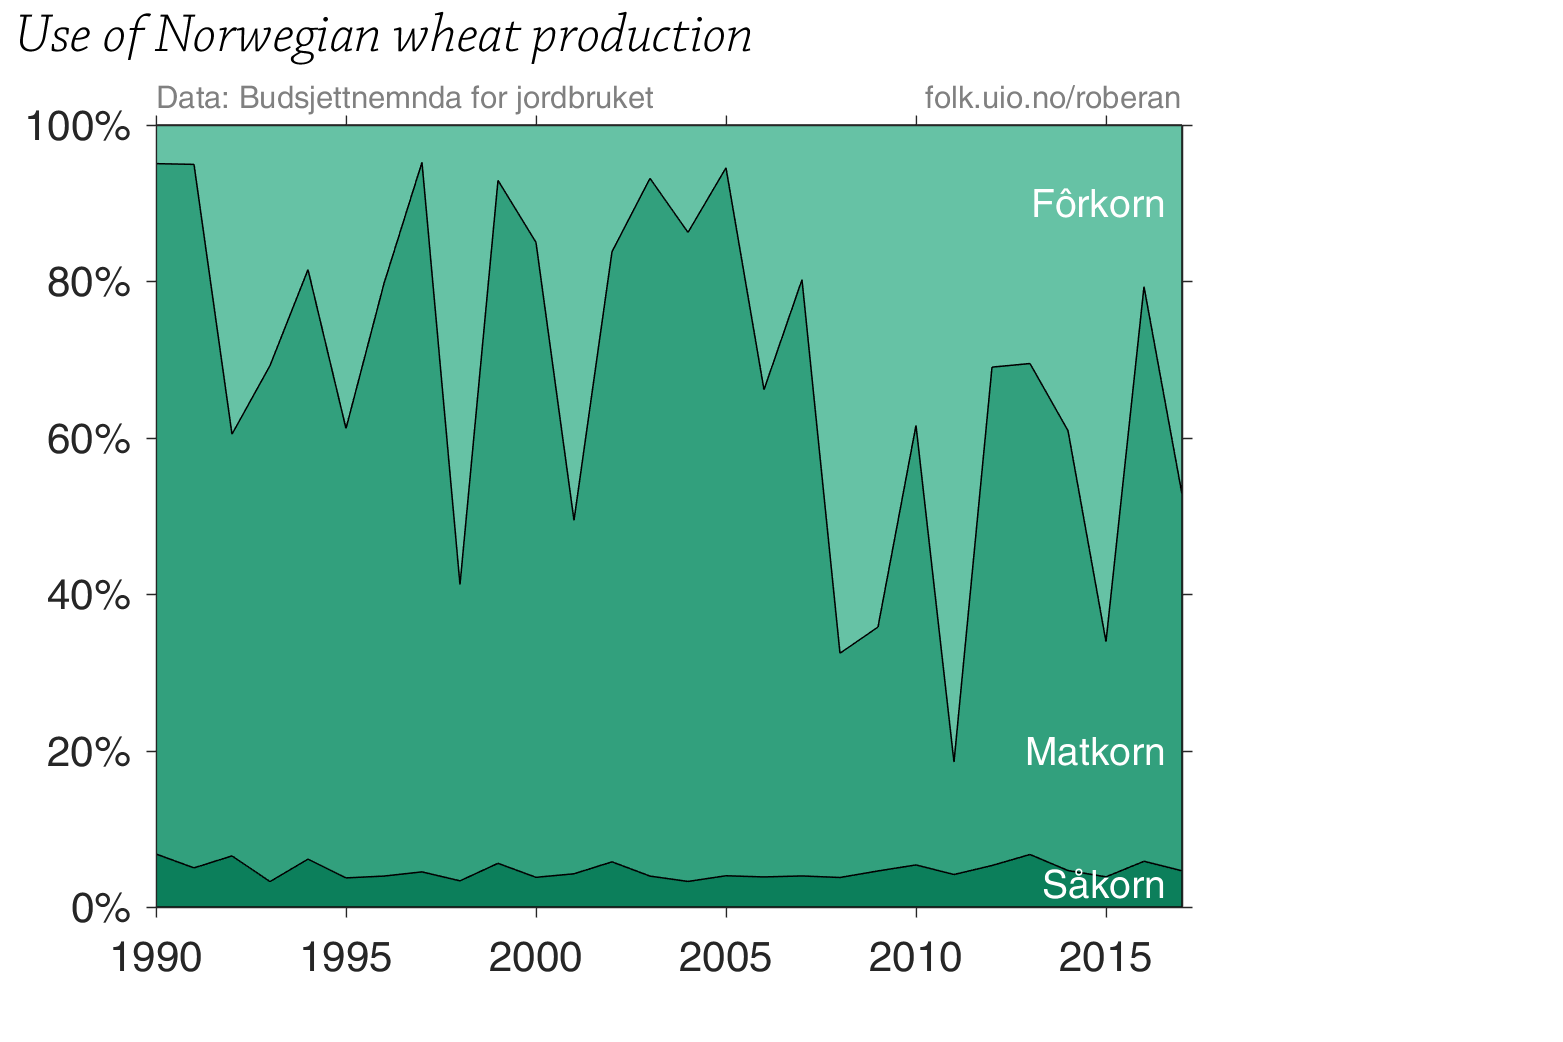 Use of Norwegian wheat production
Data: Budsjettnemnda for jordbruket folk.uio.no/roberan
100%
Fôrkorn
80%
60%
40%
20%
Matkorn
Såkorn
0%
1990 1995 2000 2005 2010 2015